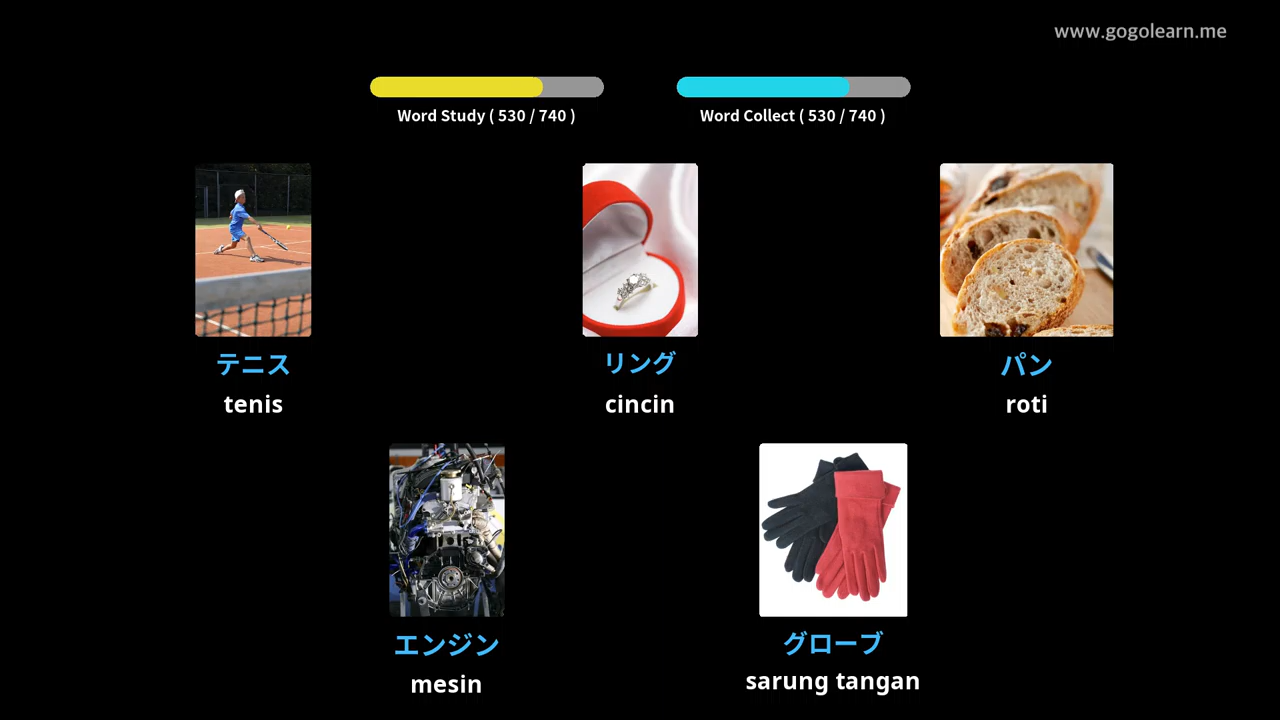 www.gogolearn.me
Word Study ( 530 / 740 )
Word Collect ( 530 / 740 )
テニス
tenis
リング
cincin
パン
roti
エンジン
mesin
グローブ
sarung tangan